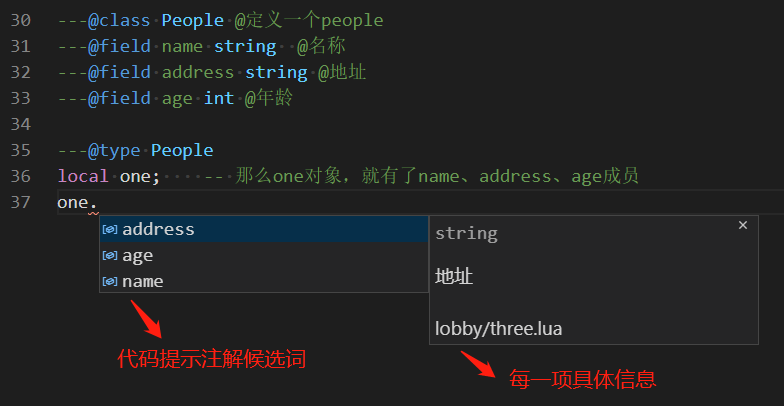 30 ---@class People @定义一个people
31 ---@field name string  @名称
32 ---@field address string @地址
33 ---@field age int @年龄
34
35 ---@type People
36 local one;    -- 那么one对象，就有了name、address、age成员
37 one.
address
age
name
string
×
地址
lobby/three.lua
代码提示注解候选词
每一项具体信息